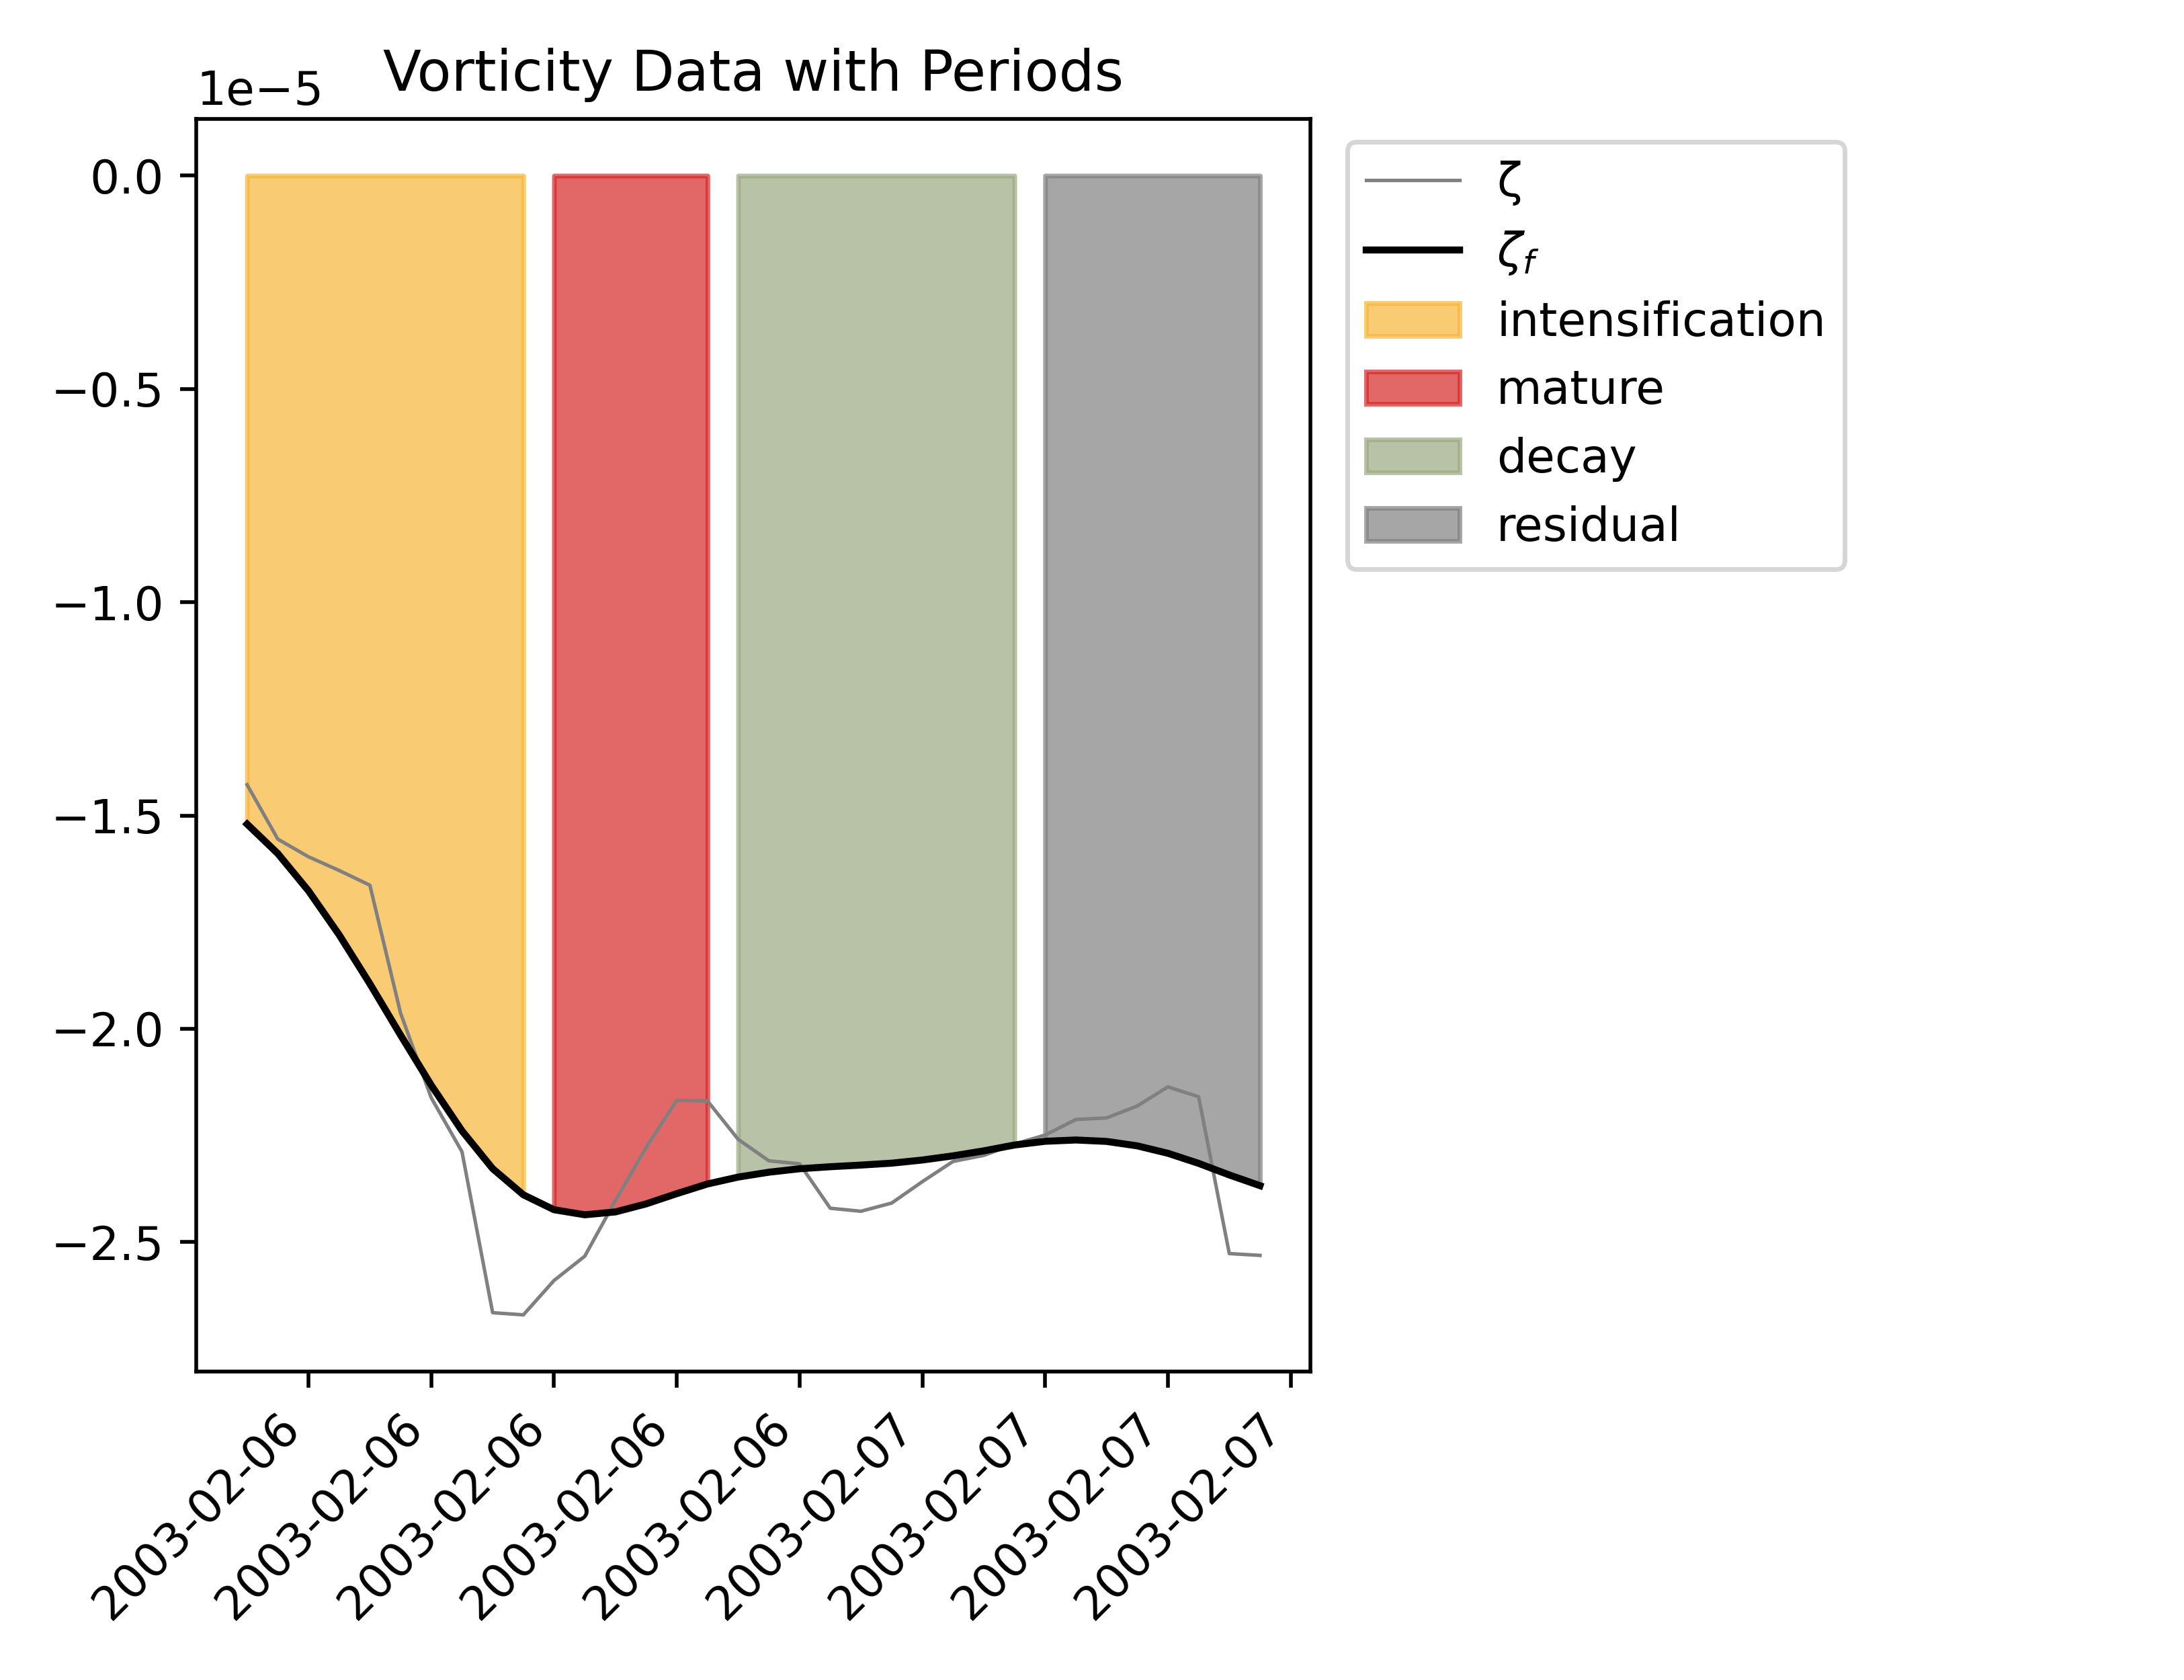 Vorticity Data with Periods
1e−5
0.0
−0.5
−1.0
−1.5
−2.0
−2.5
2003-02-06
2003-02-06
2003-02-06
2003-02-06
2003-02-06
2003-02-07
2003-02-07
2003-02-07
2003-02-07
ζ
ζf
intensification
mature
decay
residual